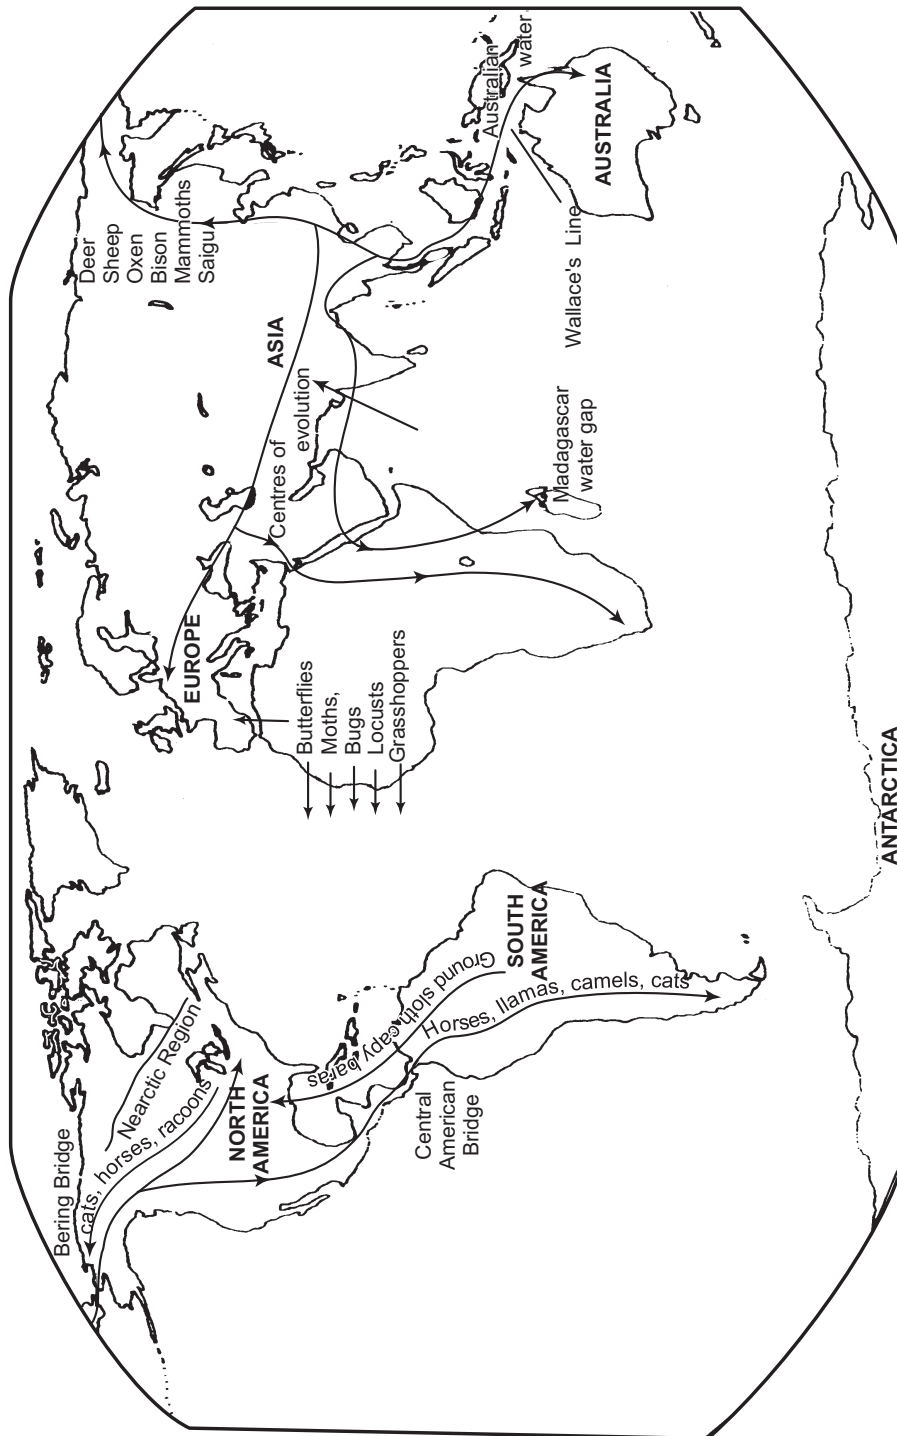 Bering Bridge
cats, horses, racoons
Nearctic Region
NORTH
AMERICA
Central
American
Bridge
Ground sloth capy baras
Horses, llamas, camels, cats
SOUTH
AMERICA
EUROPE
Butterflies
Moths,
Bugs
Locusts
Grasshoppers
Centres of
evolution
ASIA
Madagascar
water gap
Deer
Sheep
Oxen
Bison
Mammoths
Saigu
Wallace's Line
Australian
water
AUSTRALIA
ANTARCTICA